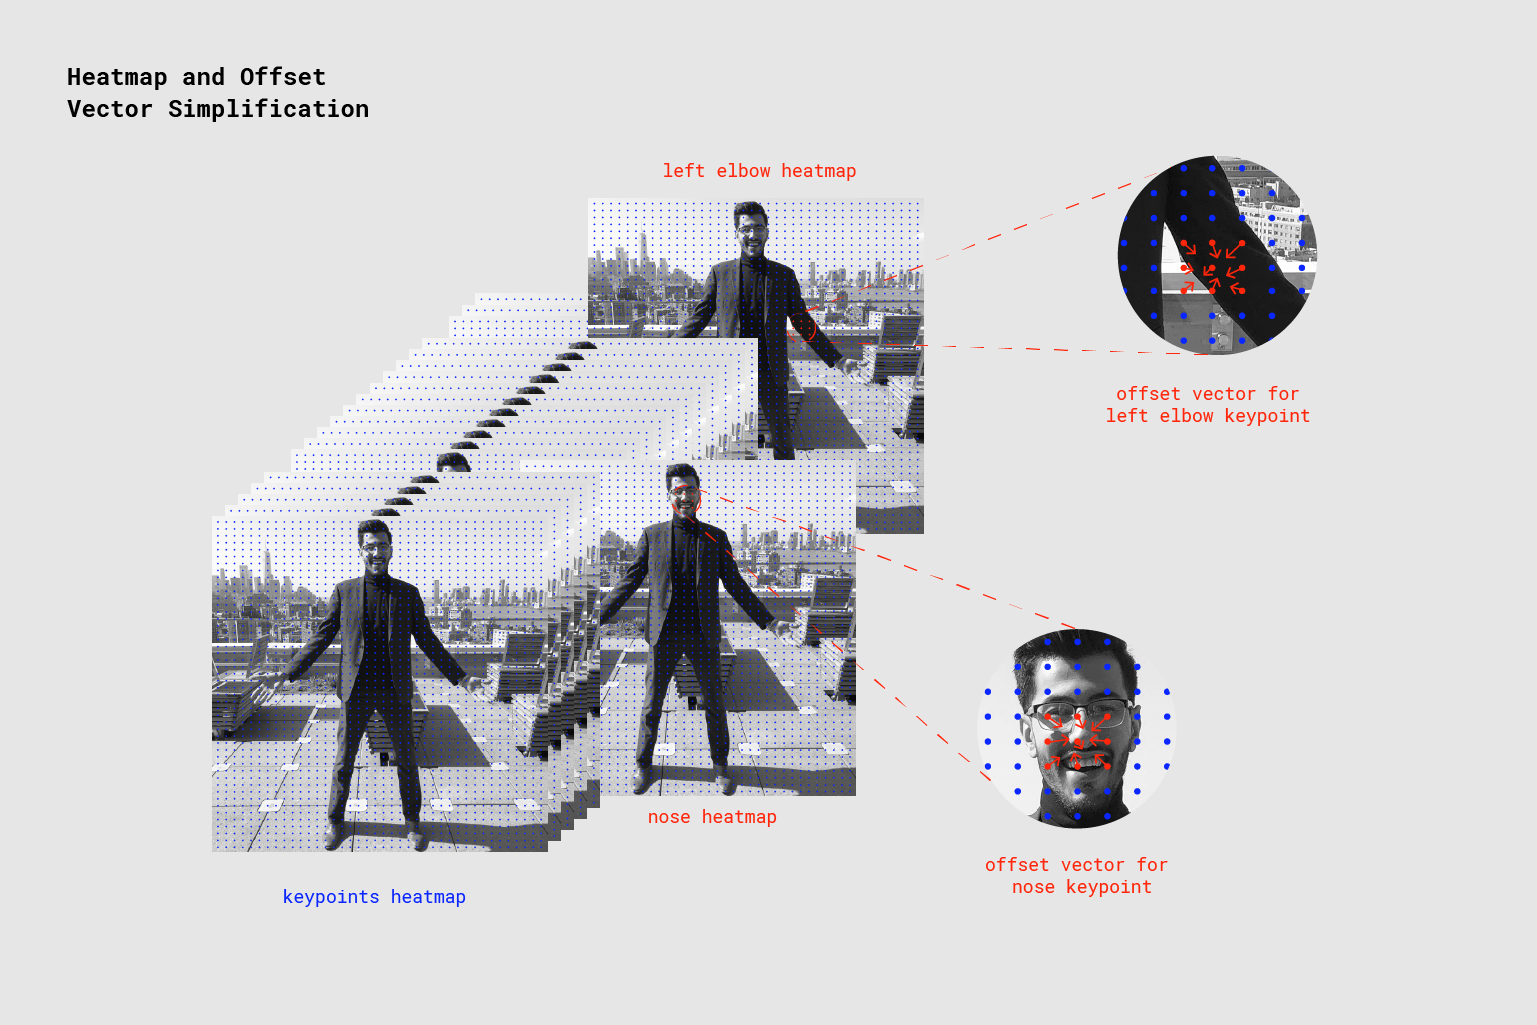 Heatmap and Offset
Vector Simplification
left elbow heatmap
offset vector for
left elbow keypoint
nose heatmap
offset vector for
nose keypoint
keypoints heatmap